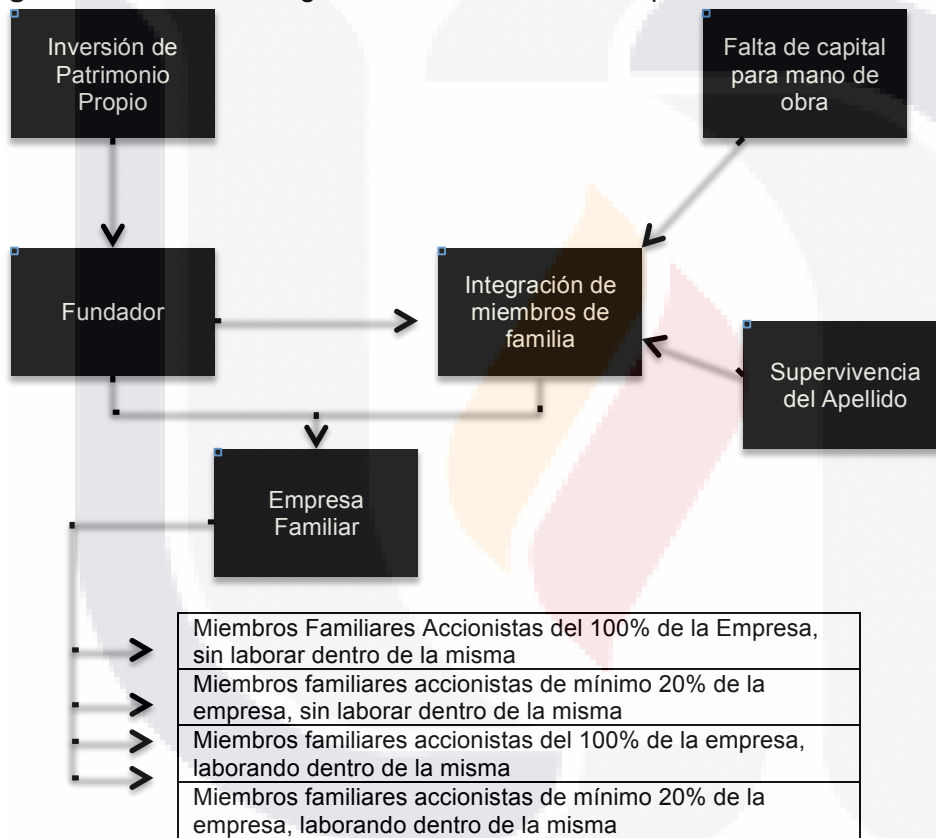 Inversión de
Patrimonio
Propio
Falta de capital
para mano de
obra
Fundador
Integración de
miembros de
familia
Supervivencia
del Apellido
Empresa
Familiar
Miembros Familiares Accionistas del 100% de la Empresa,
sin laborar dentro de la misma
Miembros familiares accionistas de mínimo 20% de la
empresa, sin laborar dentro de la misma
Miembros familiares accionistas del 100% de la empresa,
laborando dentro de la misma
Miembros familiares accionistas de mínimo 20% de la
empresa, laborando dentro de la misma